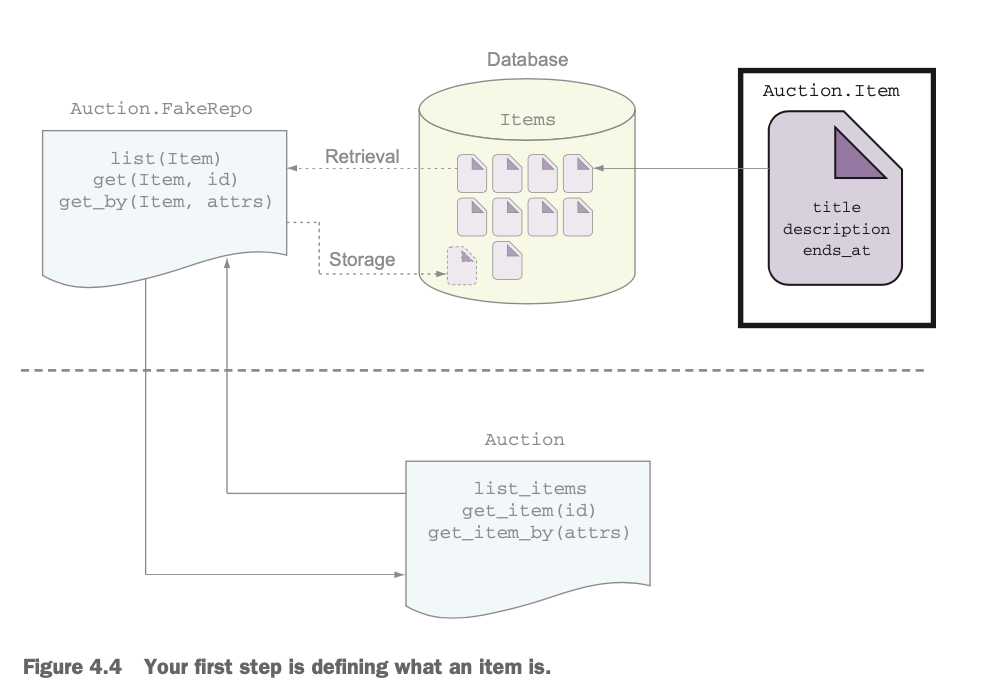 Database
Auction.Item
Auction.FakeRepo
Items
list(Item)
get(Item, id)
get_by(Item, attrs)
Retrieval
Storage
title
description
ends_at
Auction
list_items
get_item(id)
get_item_by(attrs)
Figure 4.4 Your first step is defining what an item is.